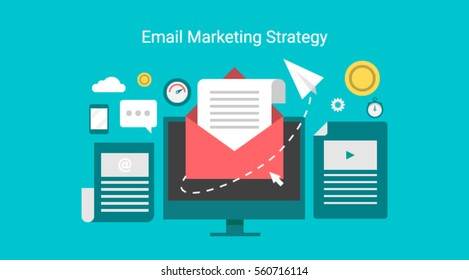 Email Marketing Strategy
@
shutterstock.com · 560716114